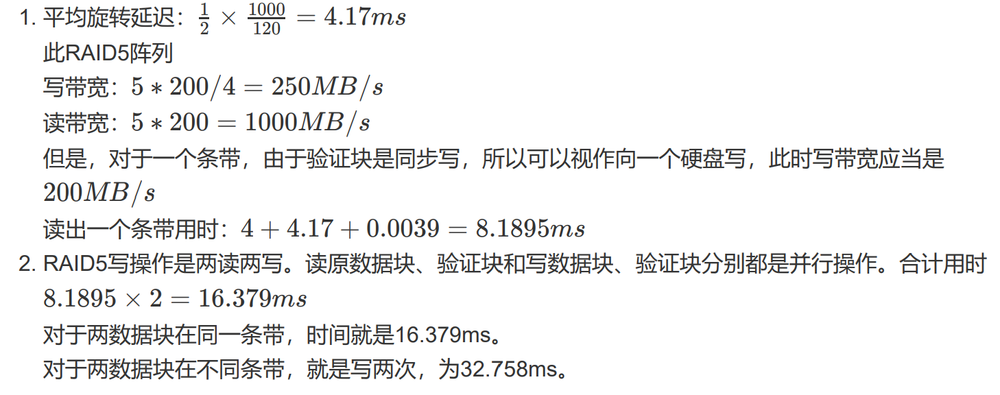 1. 平均旋转延迟：$\frac{1}{2} \times \frac{1000}{120} = 4.17ms$
此RAID5阵列
写带宽：$5 * 200/4 = 250MB/s$
读带宽：$5 * 200 = 1000MB/s$
但是，对于一个条带，由于验证块是同步写，所以可以视作向一个硬盘写，此时写带宽应当是
$200MB/s$
读出一个条带用时：$4 + 4.17 + 0.0039 = 8.1895ms$
2. RAID5写操作是两读两写。读原数据块、验证块和写数据块、验证块分别都是并行操作。合计用时
$8.1895 \times 2 = 16.379ms$
对于两数据块在同一条带，时间就是16.379ms。
对于两数据块在不同条带，就是写两次，为32.758ms。